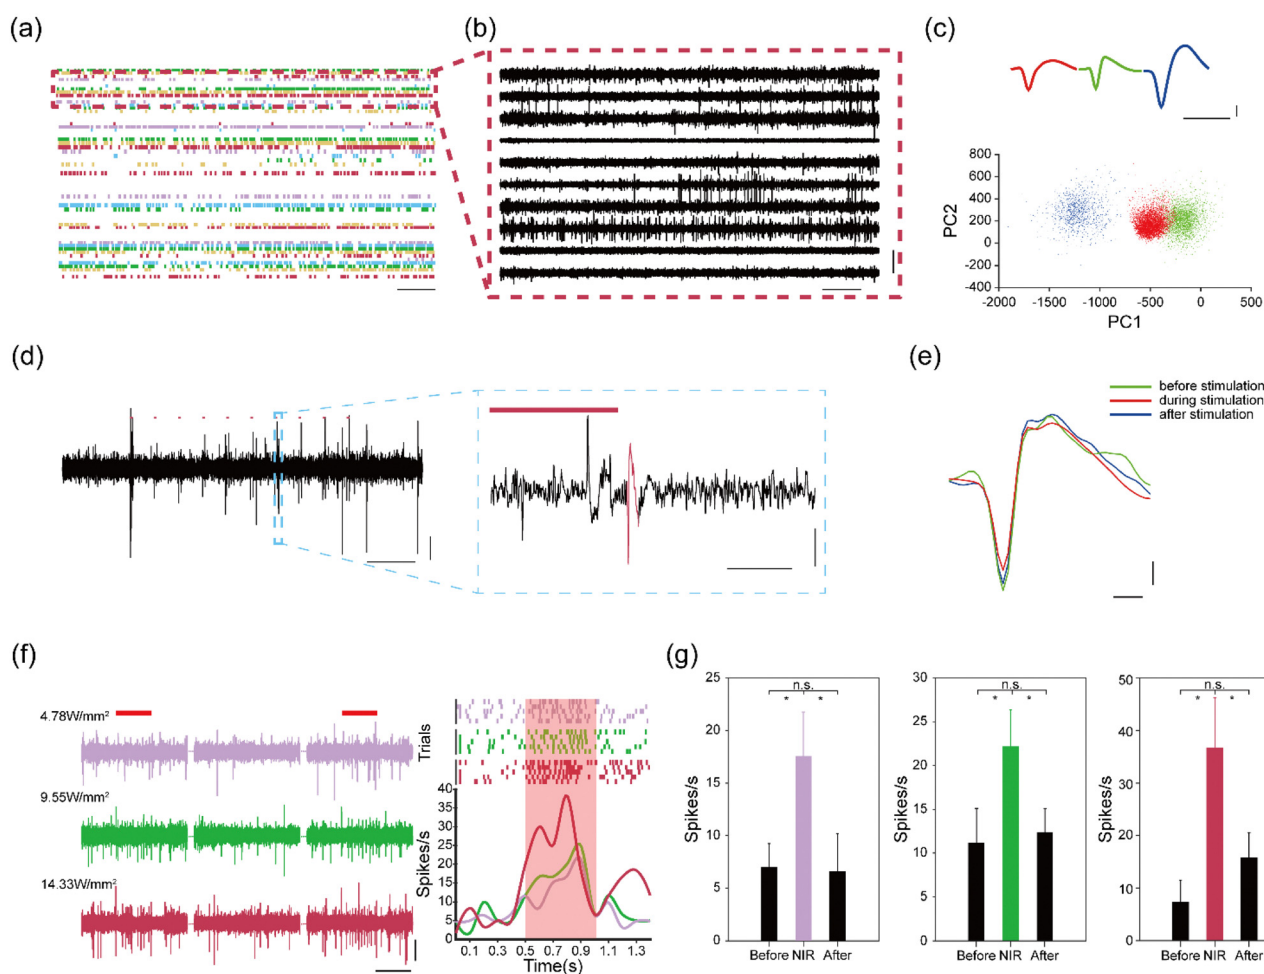 (a)
(b)
(c)
800
600
400
200
0
-200
-400
PC2
-2000 -1500 -1000 -500 0 500
PC1
(d)
(e)
before stimulation
during stimulation
after stimulation
(f)
4.78W/mm²
9.55W/mm²
14.33W/mm²
Trials
40
35
30
25
20
15
10
5
0
Spikes/s
0.1 0.3 0.5 0.7 0.9 1.1 1.3
Time(s)
(g)
25
20
15
10
5
0
Spikes/s
n.s.
* *
Before NIR After
30
25
20
15
10
5
0
Spikes/s
n.s.
* *
Before NIR After
50
40
30
20
10
0
Spikes/s
n.s.
* *
Before NIR After